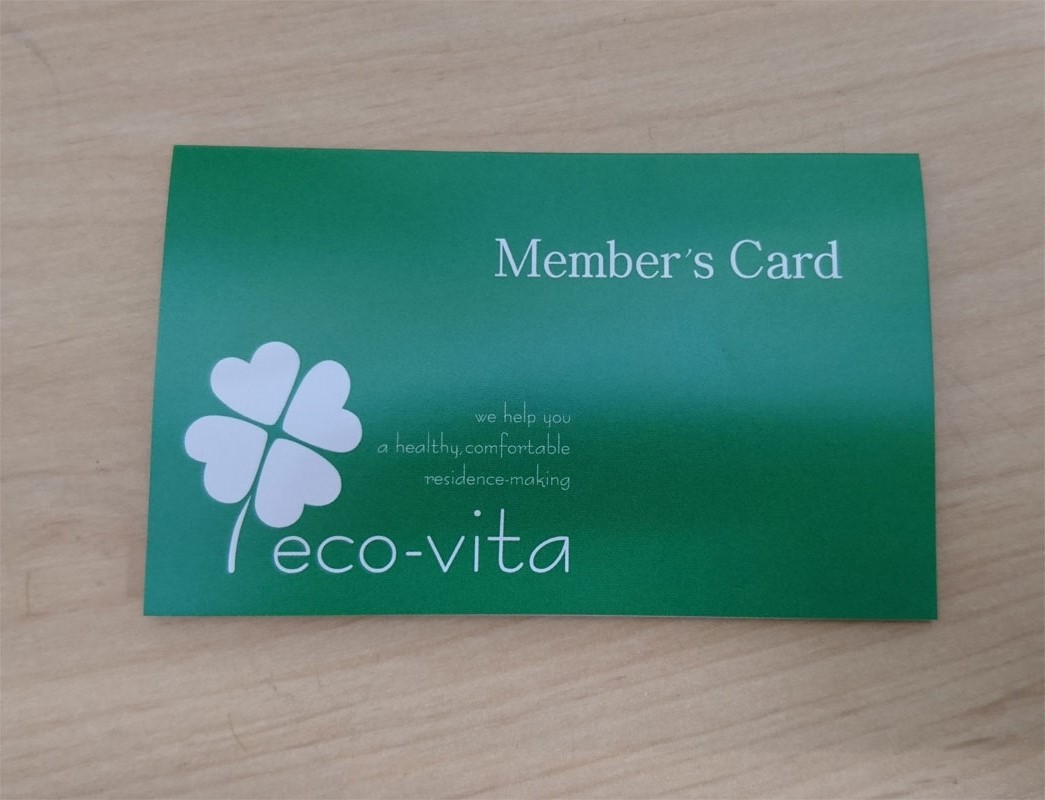 Member's Card
we help you
a healthy, comfortable
residence-making
eco-vita